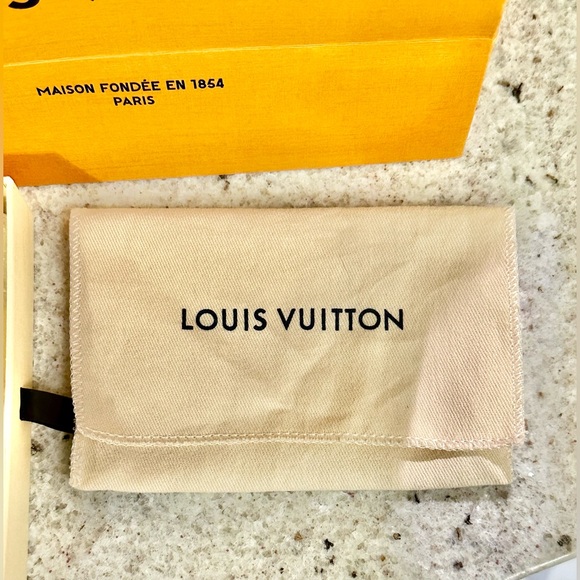 MAISON FONDÉE EN 1854
PARIS
LOUIS VUITTON